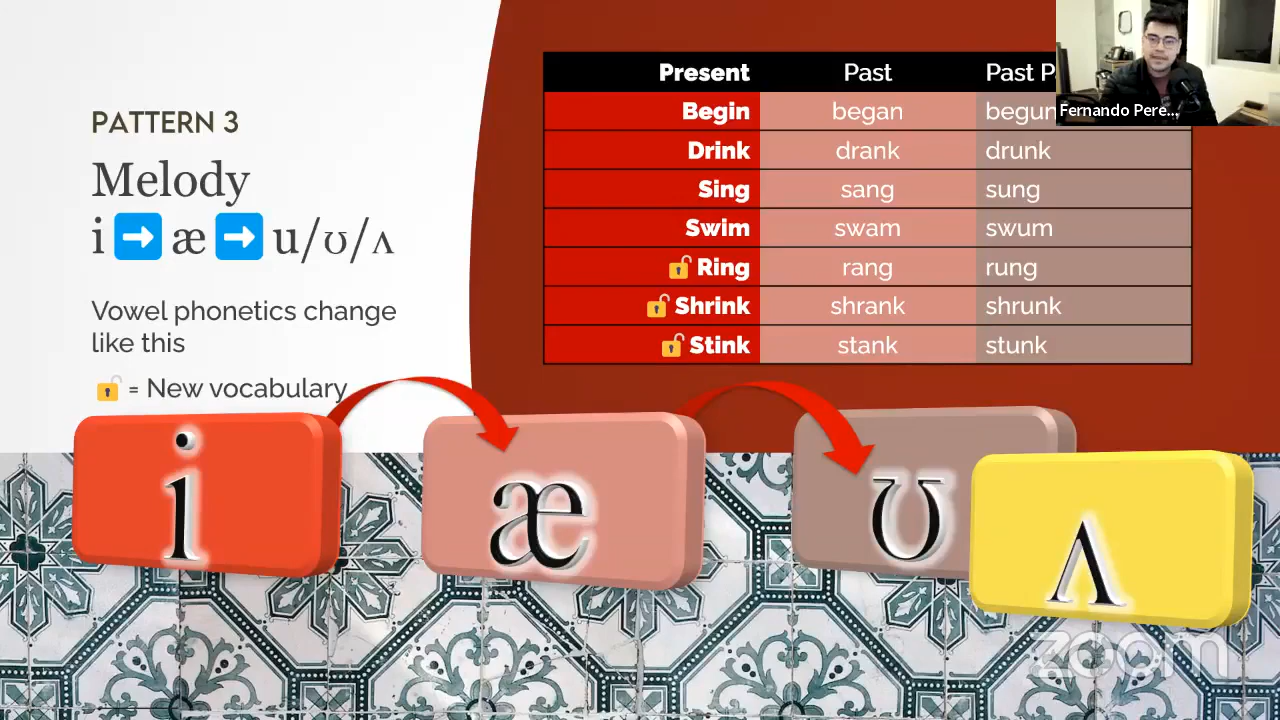 PATTERN 3
Melody
i ➡ æ ➡ u/ʊ/ʌ
Vowel phonetics change
like this
🔓 = New vocabulary
Present Past Past P
Begin began begun
Drink drank drunk
Sing sang sung
Swim swam swum
🔓 Ring rang rung
🔓 Shrink shrank shrunk
🔓 Stink stank stunk
Fernando Pere...
i æ ʊ ʌ
zoom